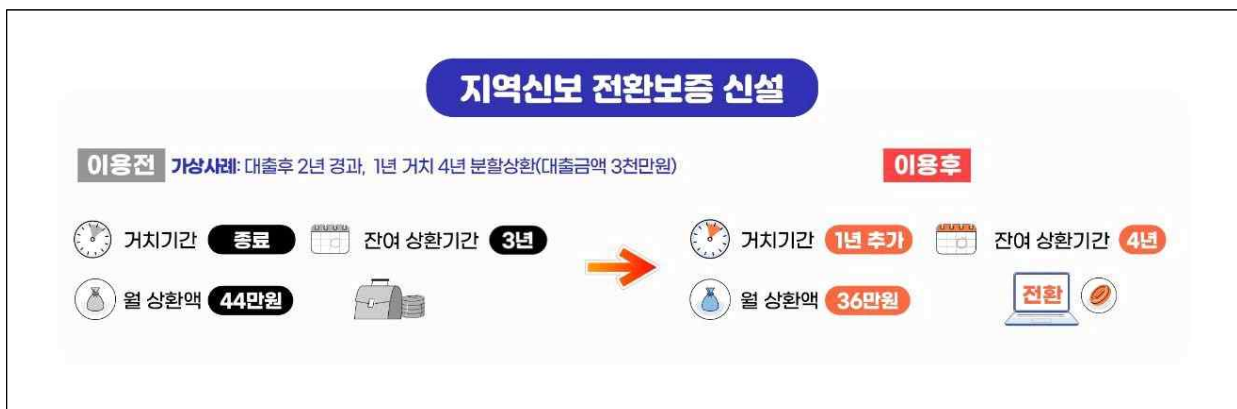 지역신보 전환보증 신설
이용전 가상사례: 대출후 2년 경과, 1년 거치 4년 분할상환(대출금액 3천만원)
거치기간 종료 잔여 상환기간 3년
월 상환액 44만원
이용후
거치기간 1년 추가 잔여 상환기간 4년
월 상환액 36만원
전환